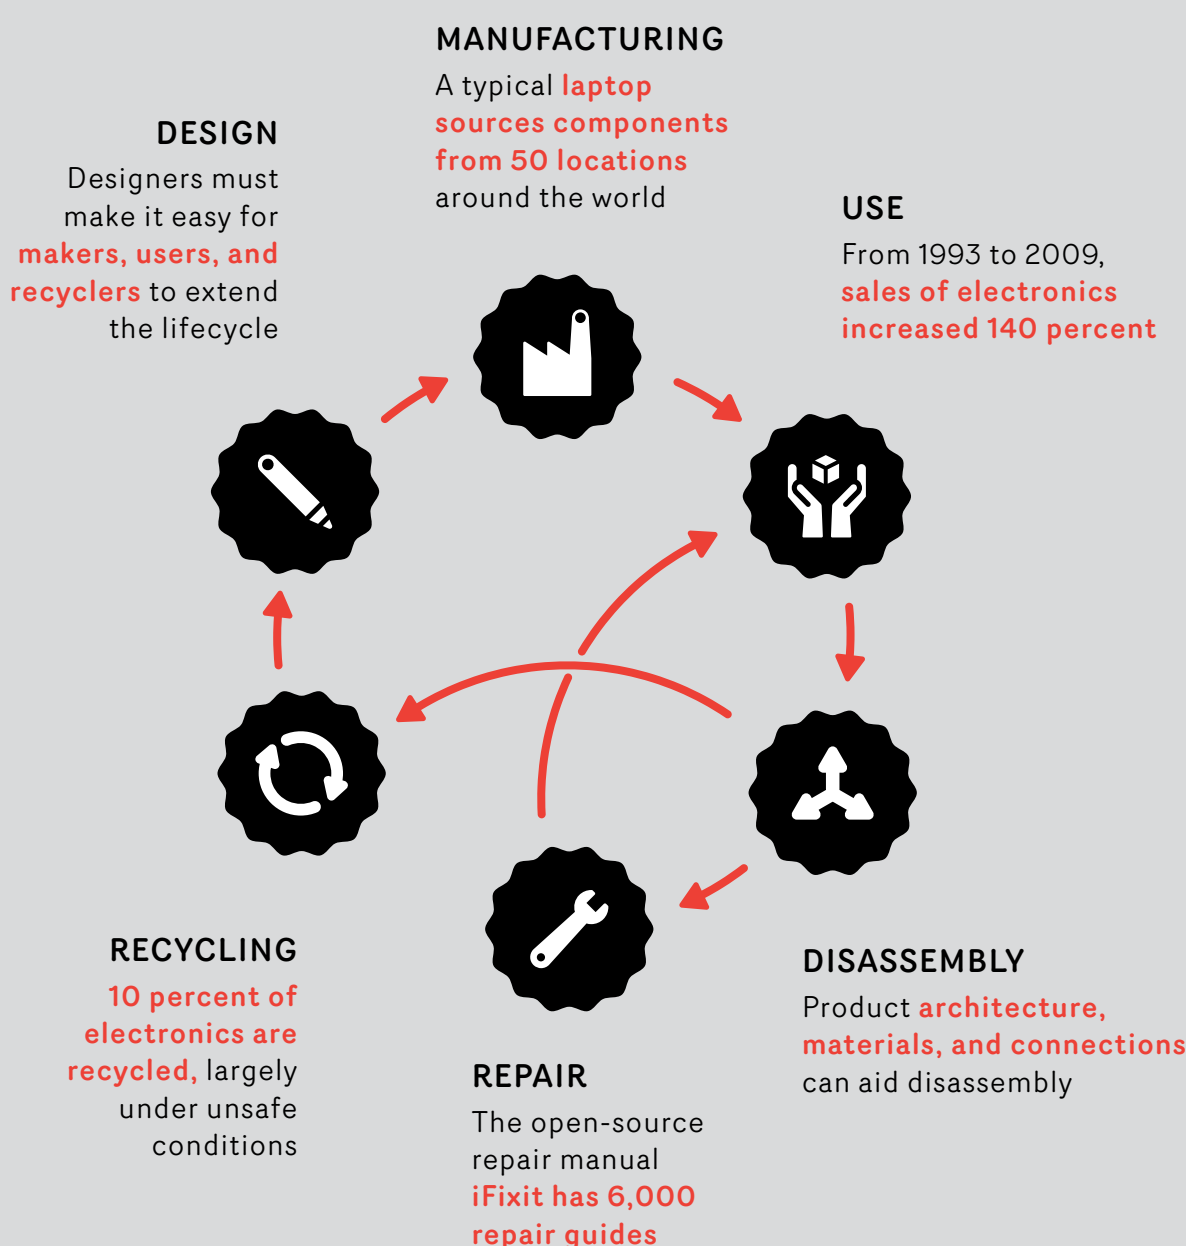 MANUFACTURING
A typical laptop
sources components
from 50 locations
around the world
DESIGN
Designers must
make it easy for
makers, users, and
recyclers to extend
the lifecycle
USE
From 1993 to 2009,
sales of electronics
increased 140 percent
RECYCLING
10 percent of
electronics are
recycled, largely
under unsafe
conditions
REPAIR
The open-source
repair manual
iFixit has 6,000
repair guides
DISASSEMBLY
Product architecture,
materials, and connections
can aid disassembly